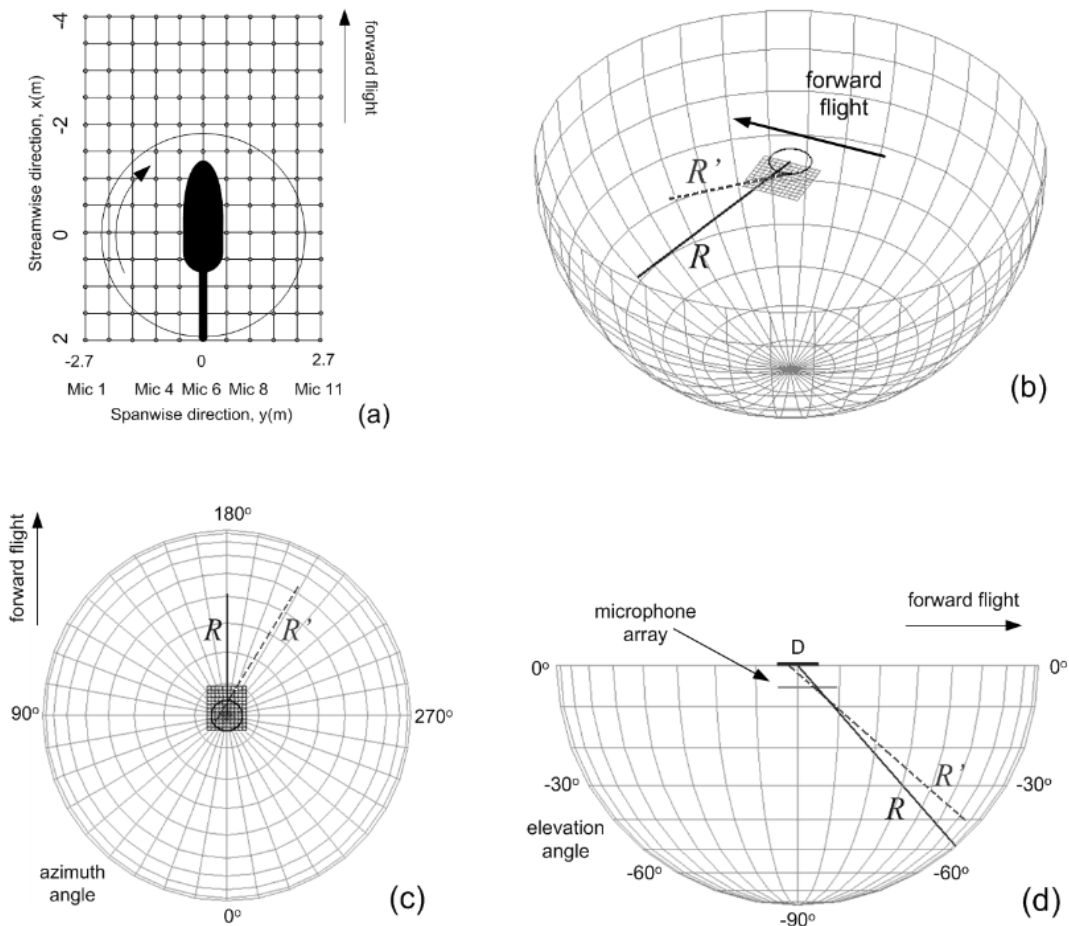 -4
-2
0
2
Streamwise direction, x(m)
forward flight
-2.7
0
2.7
Mic 1
Mic 4
Mic 6
Mic 8
Mic 11
Spanwise direction, y(m)
(a)
forward
flight
R'
R
(b)
forward flight
180°
R
R'
90°
270°
azimuth
angle
0°
(c)
forward flight
microphone
array
D
0°
0°
-30°
-30°
R'
R
elevation
angle
-60°
-60°
-90°
(d)